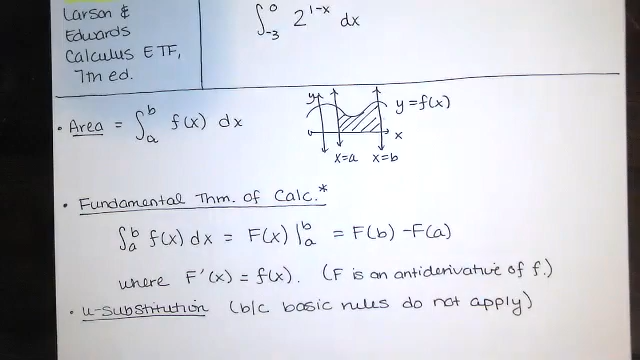 Larson &
Edwards
Calculus ETF,
7th ed.
∫₋₃⁰ 2^(1-x) dx
• Area = ∫ₐᵇ f(x) dx
y
y = f(x)
x
x=a x=b
• Fundamental Thm. of Calc.*
∫ₐᵇ f(x) dx = F(x) |ₐᵇ = F(b) - F(a)
where F'(x) = f(x). (F is an antiderivative of f.)
• u-substitution (b/c basic rules do not apply)